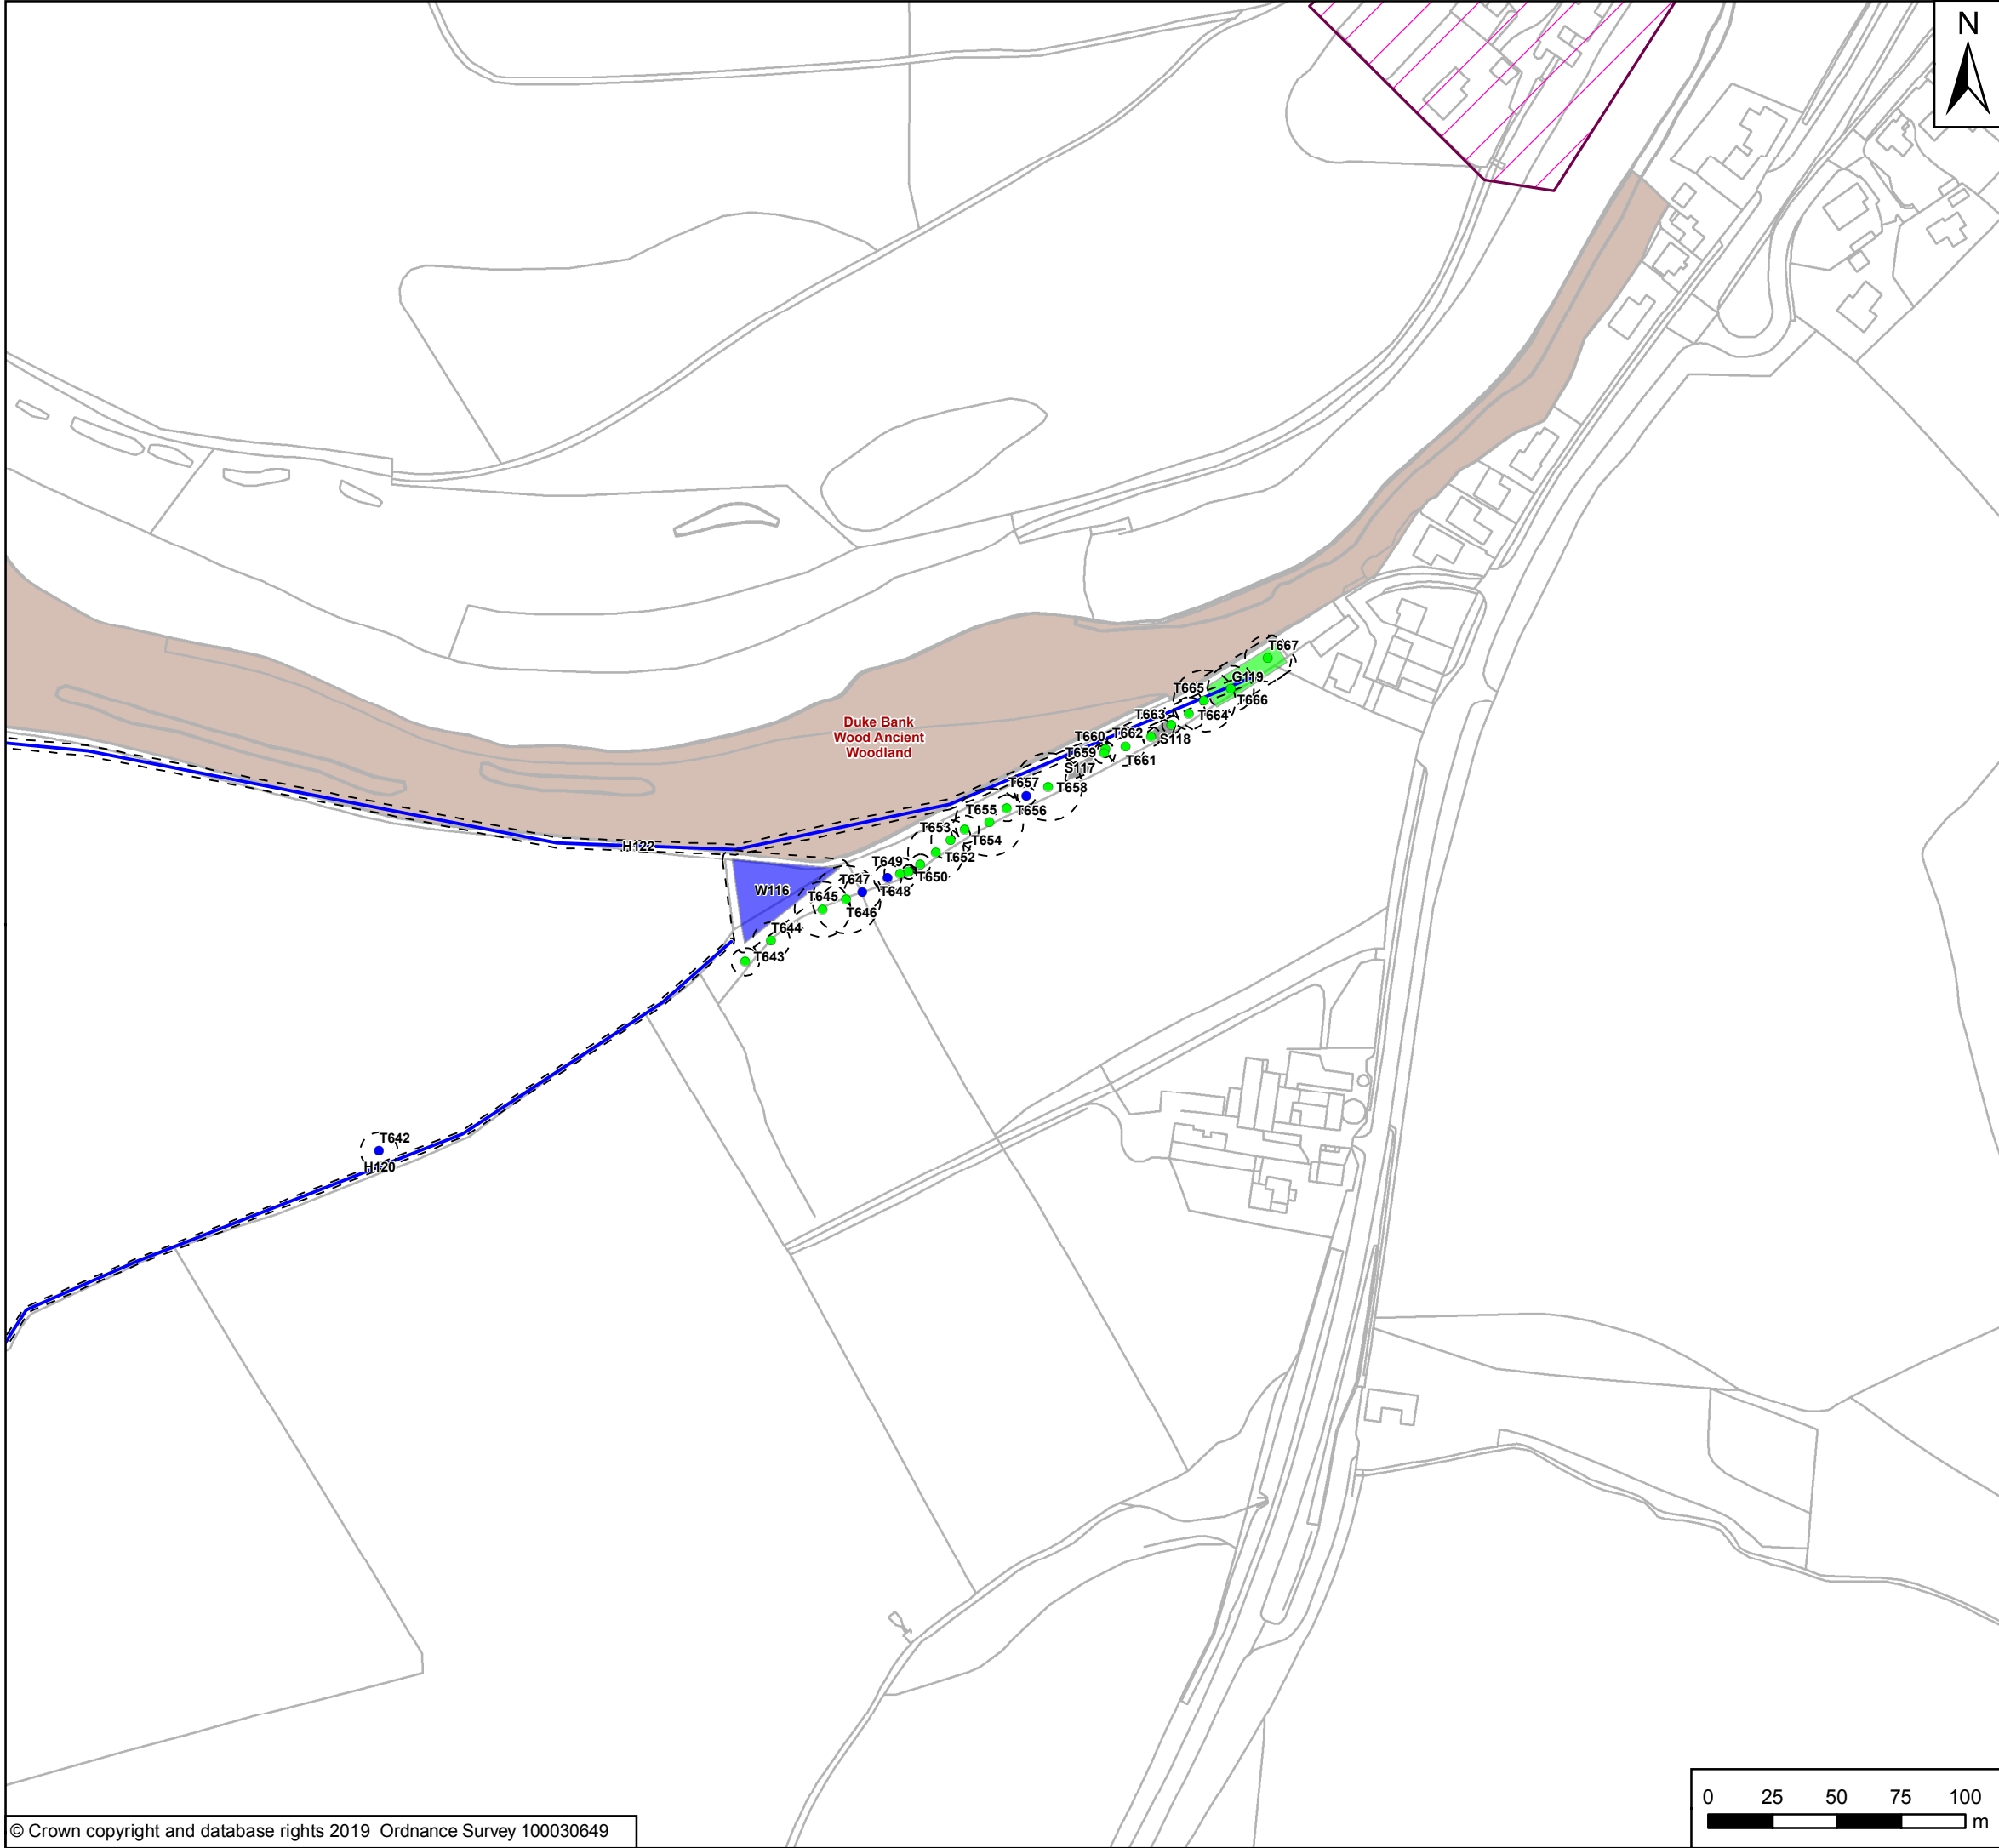 N
T667
G119
T665
T666
T663
T664
T660
T662
S118
T659
T661
S117
T657
T658
T655
T656
T653
T654
T652
T649
T650
T647
T648
T645
T646
T644
T643
W116
Duke Bank
Wood Ancient
Woodland
H122
T642
H120
0 25 50 75 100
m
© Crown copyright and database rights 2019 Ordnance Survey 100030649